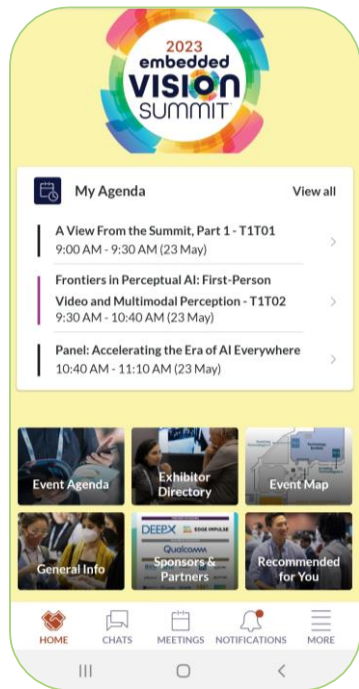 2023
embedded
VISION
SUMMIT
My Agenda
View all
A View From the Summit, Part 1 - T1T01
9:00 AM - 9:30 AM (23 May)
Frontiers in Perceptual AI: First-Person
Video and Multimodal Perception - T1T02
9:30 AM - 10:40 AM (23 May)
Panel: Accelerating the Era of AI Everywhere
10:40 AM - 11:10 AM (23 May)
Event Agenda
Exhibitor
Directory
Event Map
General Info
DEEPX
EDGE IMPULSE
Qualcomm
Sponsors &
Partners
Recommended
for You
HOME
CHATS
MEETINGS
NOTIFICATIONS
MORE